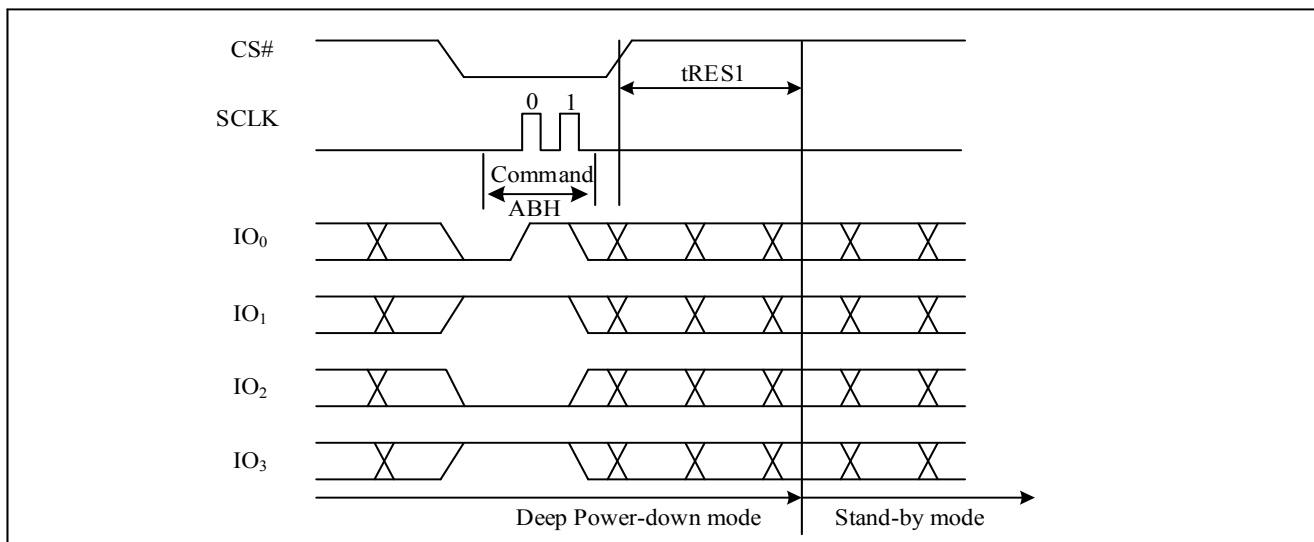 CS#
tRES1
SCLK
0 1
Command
ABH
IO₀
IO₁
IO₂
IO₃
Deep Power-down mode
Stand-by mode